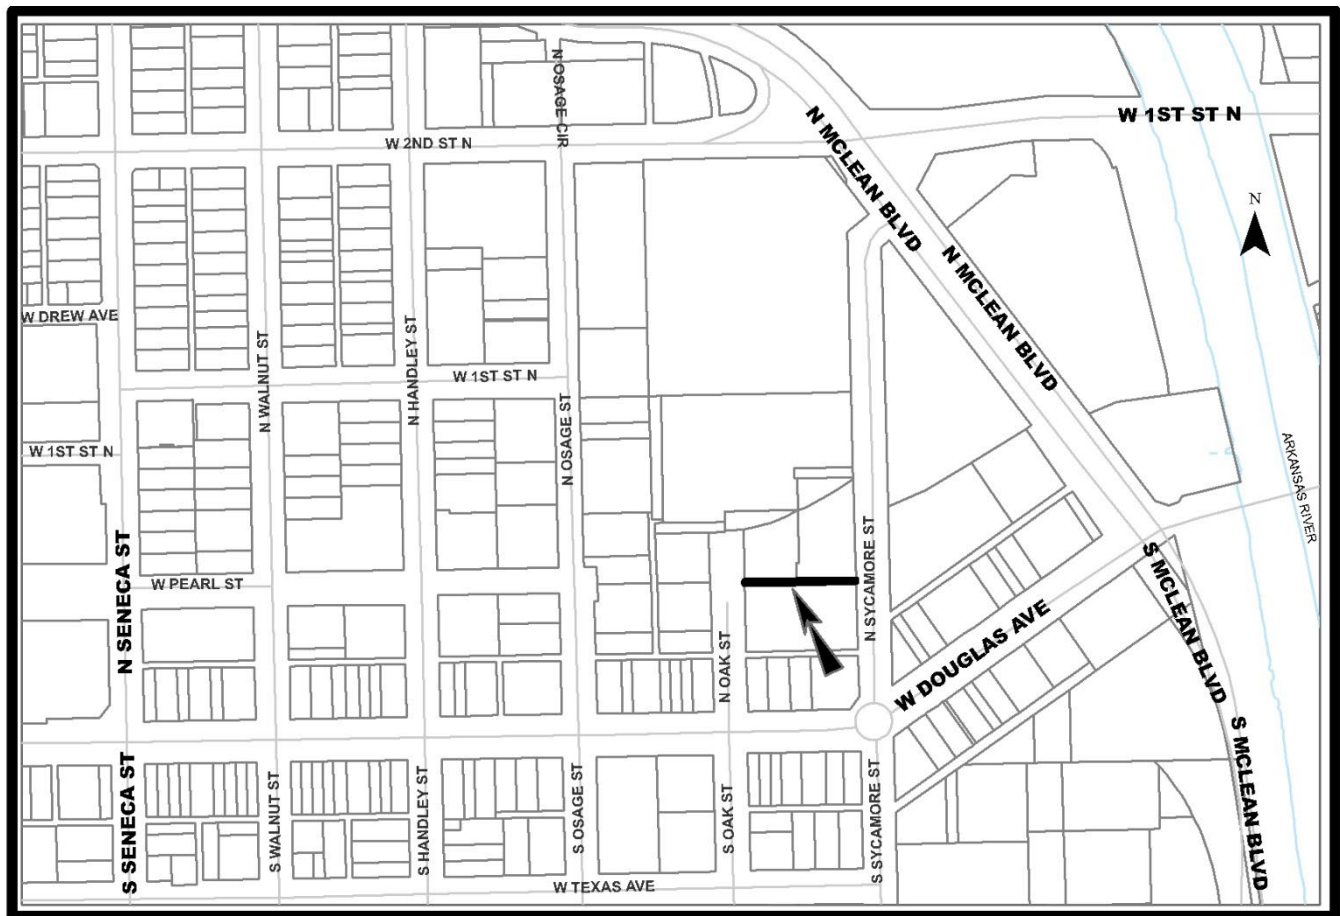 N OSAGE CIR
W 1ST ST N
W 2ND ST N
N MCLEAN BLVD
N MCLEAN BLVD
N
W DREW AVE
N WALNUT ST
N HANDLEY ST
W 1ST ST N
N OSAGE ST
W 1ST ST N
ARKANSAS RIVER
N SENECA ST
W PEARL ST
N SYCAMORE ST
N OAK ST
W DOUGLAS AVE
S MCLEAN BLVD
S MCLEAN BLVD
S SENECA ST
S WALNUT ST
S HANDLEY ST
S OSAGE ST
S OAK ST
S SYCAMORE ST
W TEXAS AVE